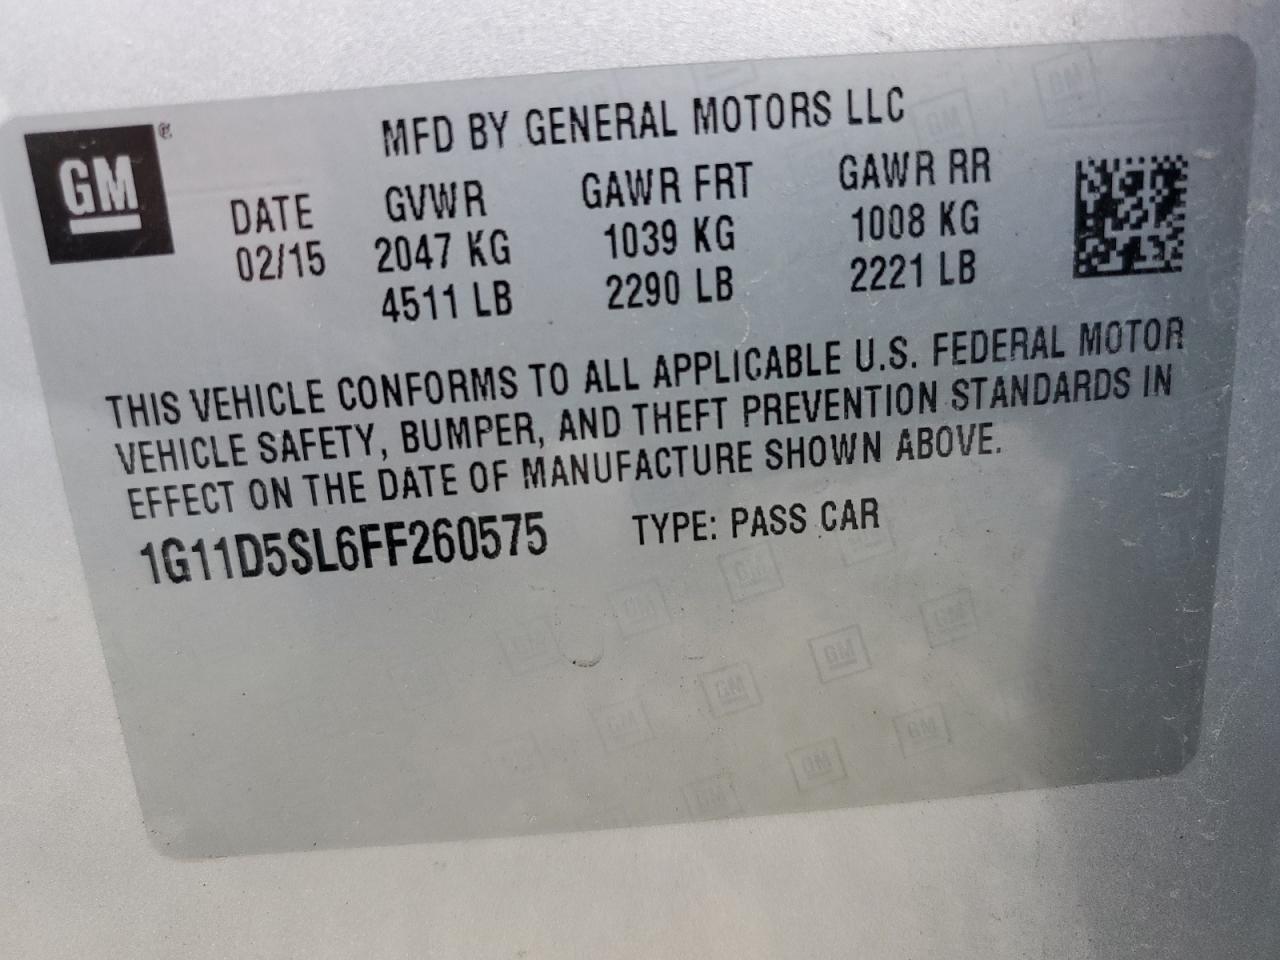 MFD BY GENERAL MOTORS LLC
GM ®
DATE GVWR GAWR FRT GAWR RR
02/15 2047 KG 1039 KG 1008 KG
4511 LB 2290 LB 2221 LB
THIS VEHICLE CONFORMS TO ALL APPLICABLE U.S. FEDERAL MOTOR
VEHICLE SAFETY, BUMPER, AND THEFT PREVENTION STANDARDS IN
EFFECT ON THE DATE OF MANUFACTURE SHOWN ABOVE.
1G11D5SL6FF260575 TYPE: PASS CAR